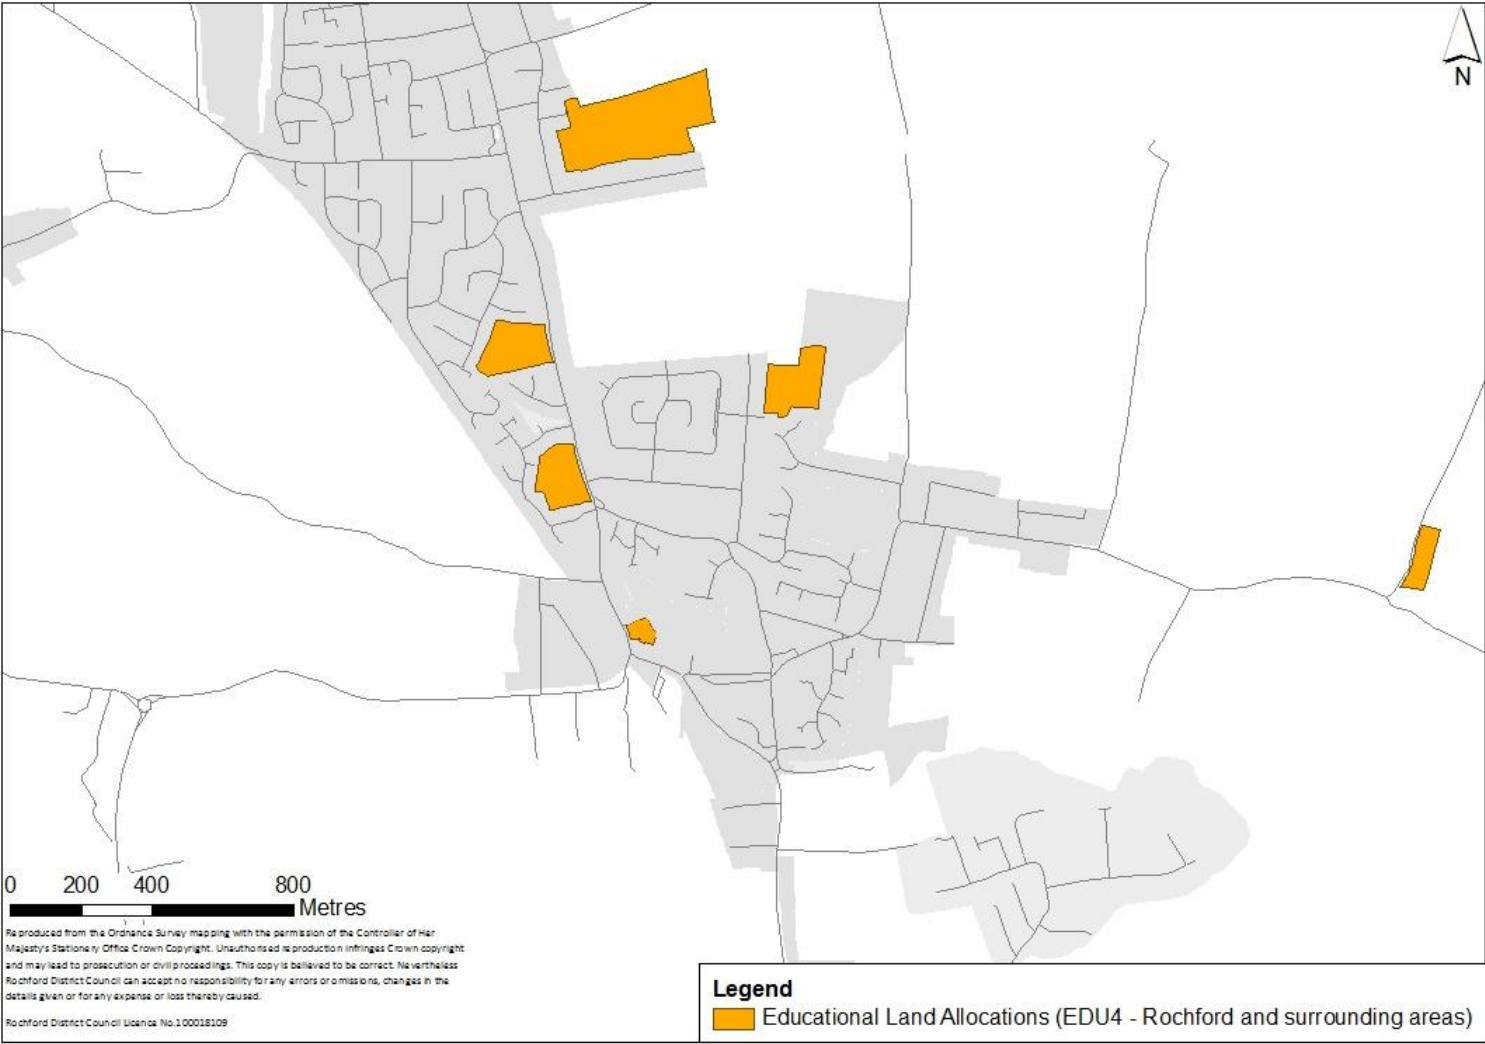 N
0 200 400 800
Metres
Reproduced from the Ordnance Survey mapping with the permission of the Controller of Her
Majesty's Stationery Office Crown Copyright. Unauthorised reproduction infringes Crown copyright
and may lead to prosecution or civil proceedings. This copy is believed to be correct. Nevertheless
Rochford District Council can accept no responsibility for any errors or omissions, changes in the
details given or for any expense or loss thereby caused.
Rochford District Council Licence No.100018109
Legend
Educational Land Allocations (EDU4 - Rochford and surrounding areas)